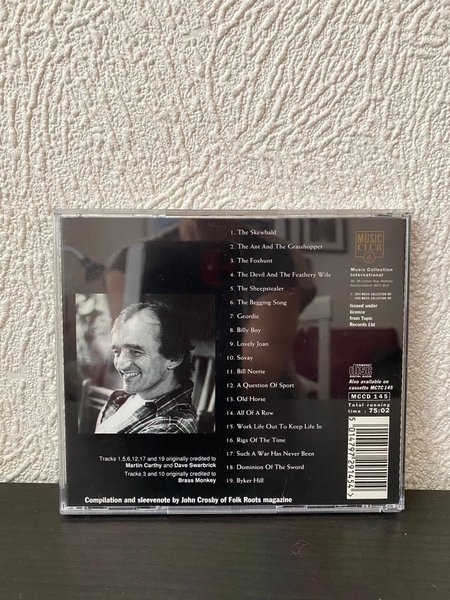 1. The Skewbald
2. The Ant And The Grasshopper
3. The Foxhunt
4. The Devil And The Feathery Wife
5. The Sheepstealer
6. The Begging Song
7. Geordie
8. Billy Boy
9. Lovely Joan
10. Sovay
11. Bill Norrie
12. A Question Of Sport
13. Old Horse
14. All Of A Row
15. Work Life Out To Keep Life In
16. Rigs Of The Time
17. Such A War Has Never Been
18. Dominion Of The Sword
19. Byker Hill
MUSIC
CLUB
Music Collection
International
Issued under
licence
from Topic
Records Ltd
COMPACT
disc
DIGITAL AUDIO
Also available on
cassette MCTC 145
MCCD 145
Total running
time : 75:02
Tracks 1,5,6,12,17 and 19 originally credited to
Martin Carthy and Dave Swarbrick
Tracks 3 and 10 originally credited to
Brass Monkey
Compilation and sleevenote by John Crosby of Folk Roots magazine